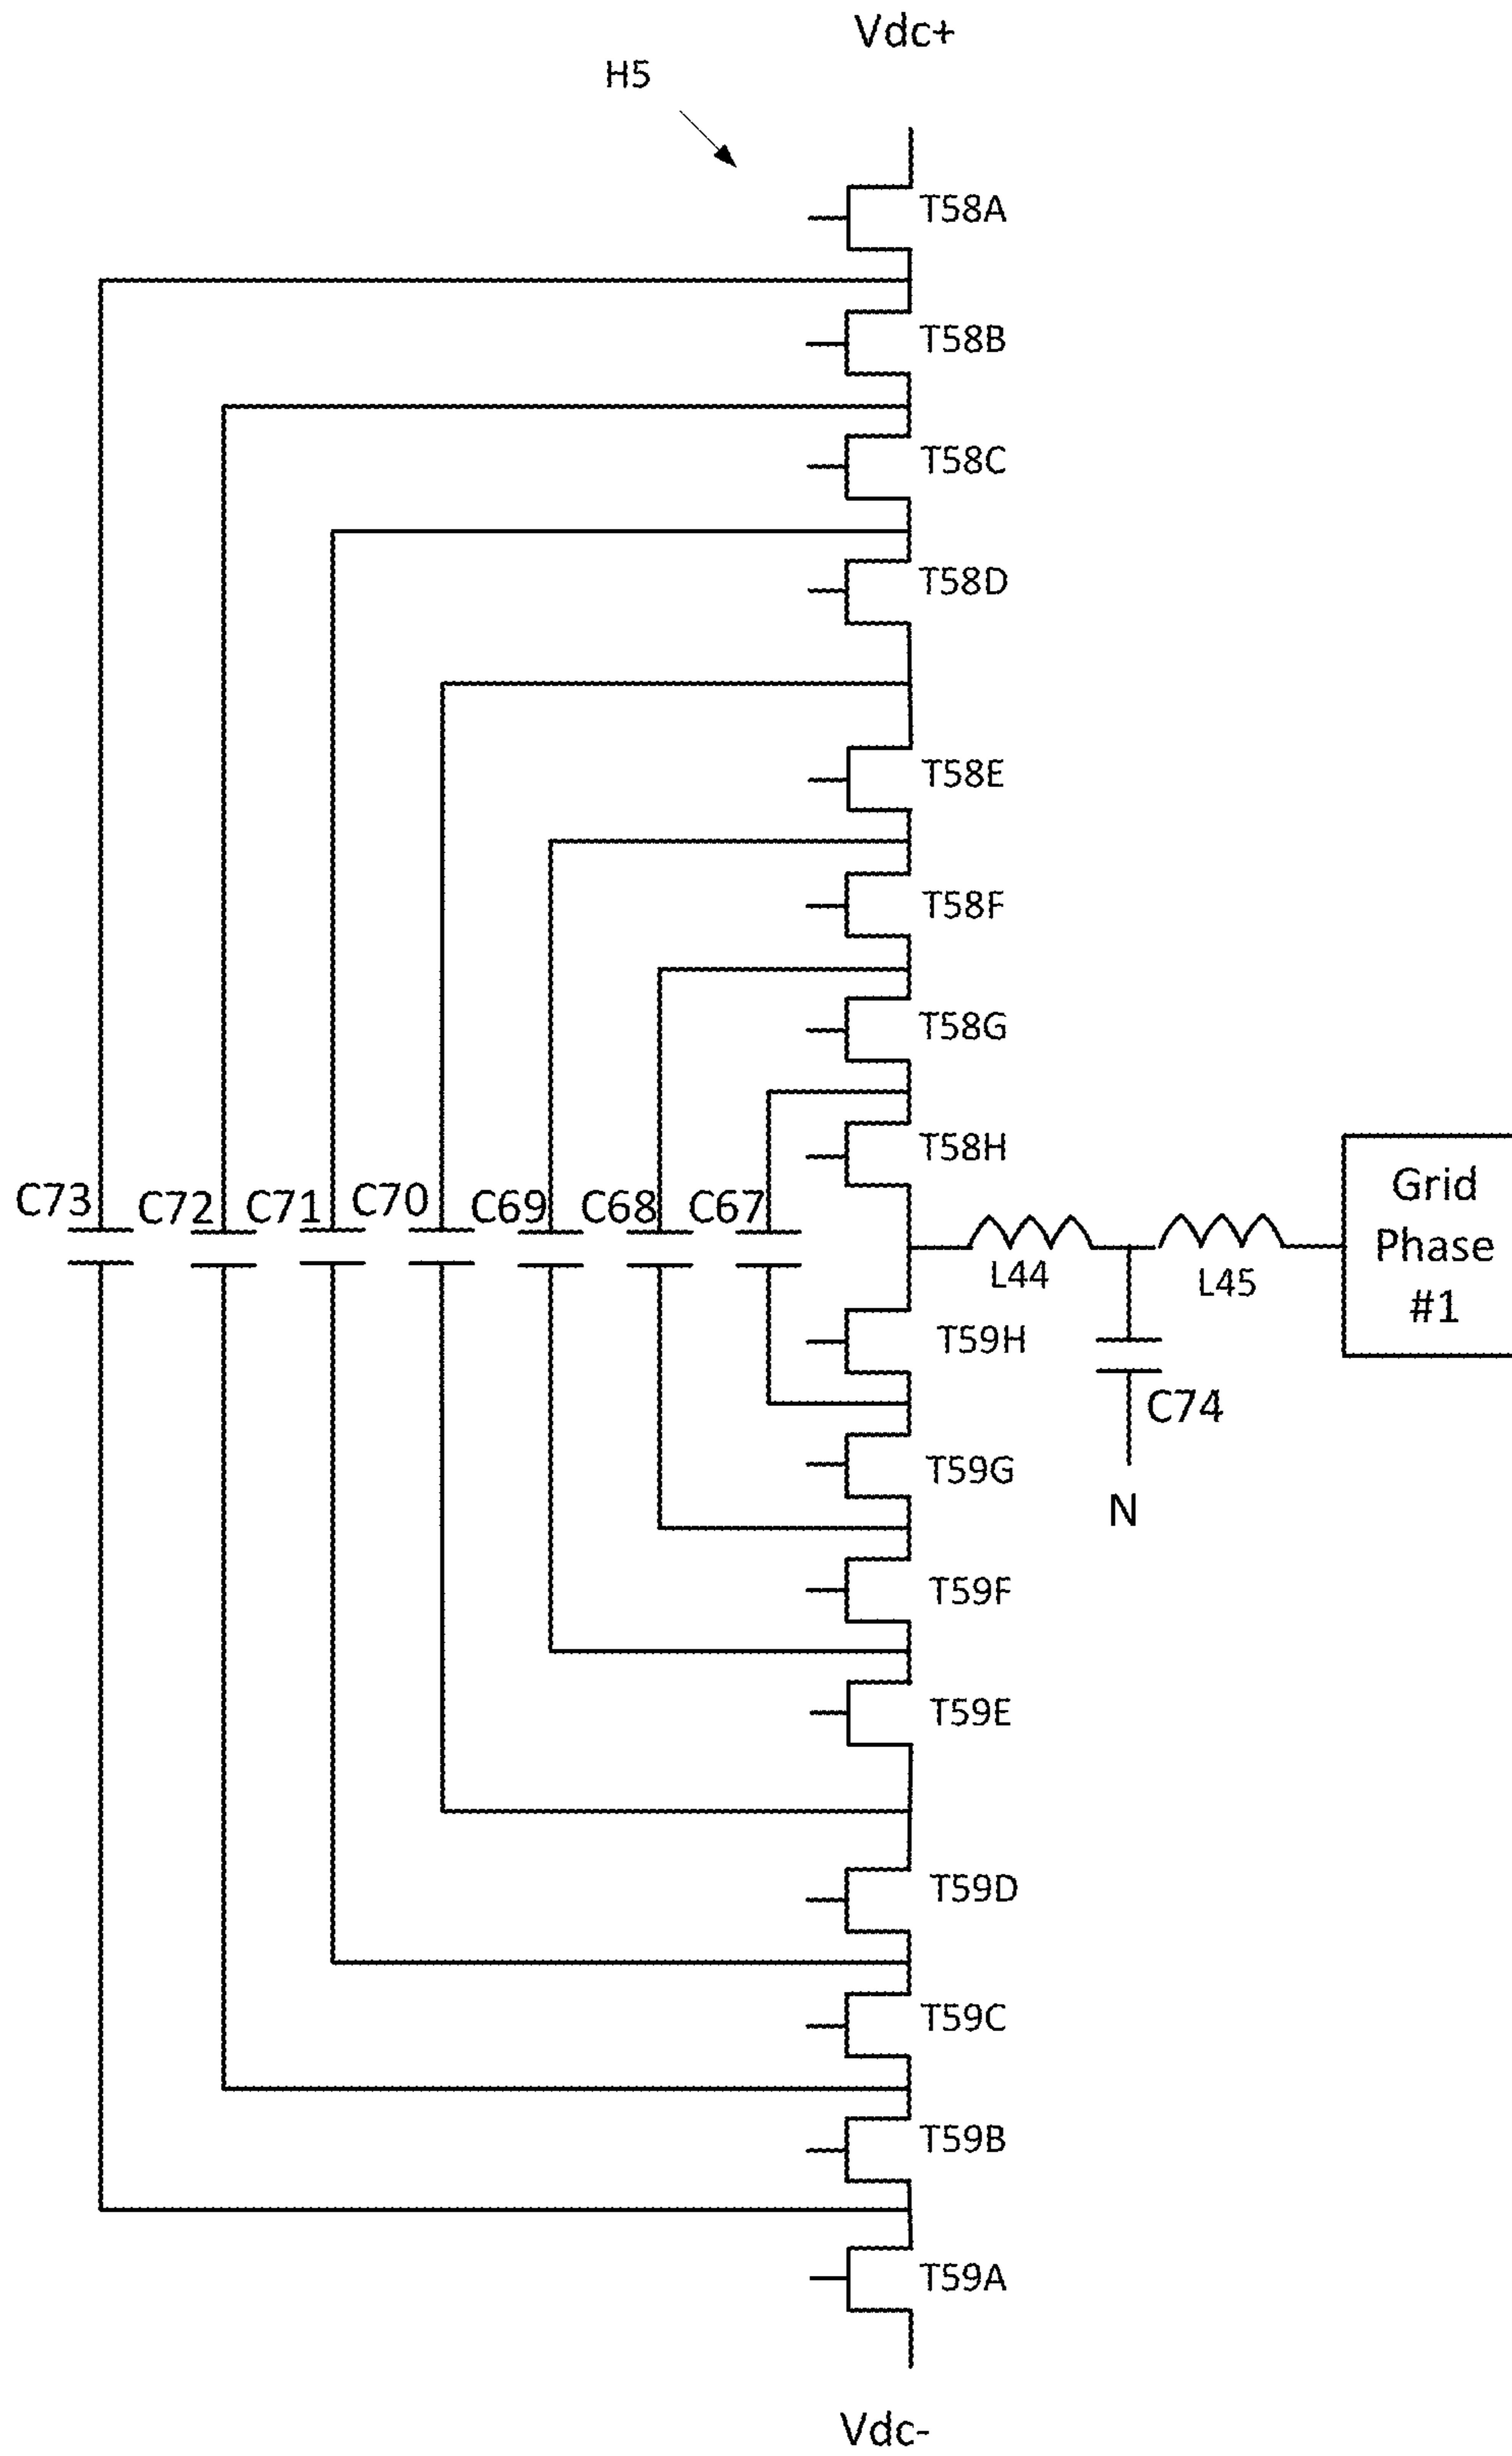 Vdc+
H5
T58A
T58B
T58C
T58D
T58E
T58F
T58G
T58H
C73
C72
C71
C70
C69
C68
C67
L44
L45
Grid
Phase
#1
T59H
C74
N
T59G
T59F
T59E
T59D
T59C
T59B
T59A
Vdc-